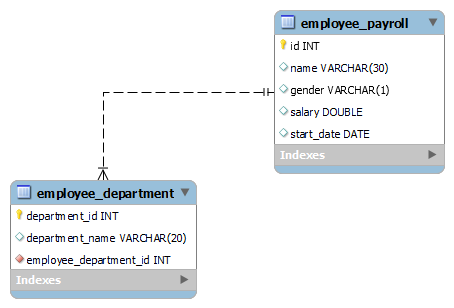 employee_payroll
id INT
name VARCHAR(30)
gender VARCHAR(1)
salary DOUBLE
start_date DATE
Indexes
employee_department
department_id INT
department_name VARCHAR(20)
employee_department_id INT
Indexes